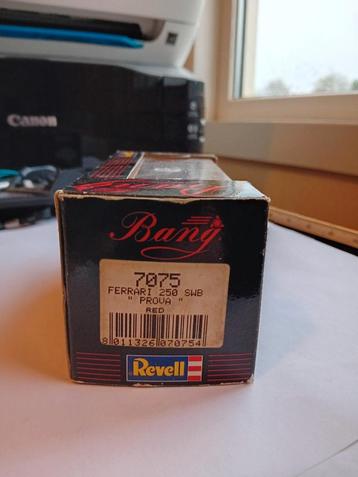 Canon
Bang
7075
FERRARI 250 SWB
" PROVA "
RED
8 011326 070754
Revell